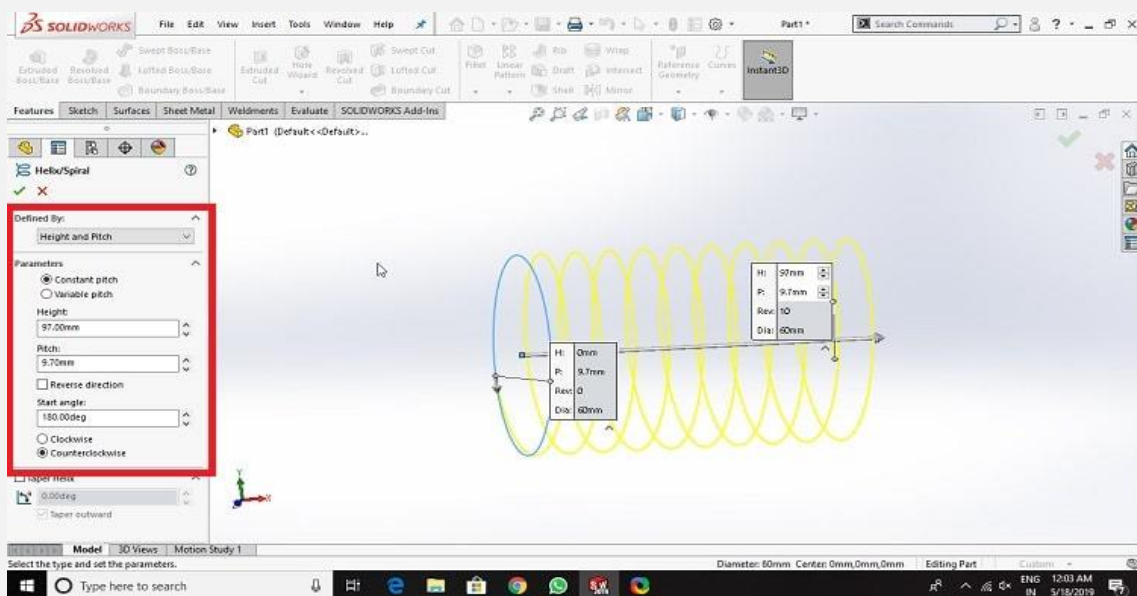 SOLIDWORKS File Edit View Insert Tools Window Help Part1 * Search Commands ?
Extruded Boss/Base Revolved Boss/Base Swept Boss/Base Extruded Cut Hole Wizard Revolved Cut Swept Cut Fillet Linear Pattern Rib Wrap Reference Geometry Curves Instant3D
Lofted Boss/Base Lofted Cut Draft Intersect
Boundary Boss/Base Boundary Cut Shell Mirror
Features Sketch Surfaces Sheet Metal Weldments Evaluate SOLIDWORKS Add-Ins
Part1 (Default<<Default>...
Helix/Spiral
Defined By:
Height and Pitch
Parameters
Constant pitch
Variable pitch
Height:
97.00mm
Pitch:
9.70mm
Reverse direction
Start angle:
180.00deg
Clockwise
Counterclockwise
Taper Helix
0.00deg
Taper outward
H: 97mm
P: 9.7mm
Rev: 10
Dia: 60mm
H: 0mm
P: 9.7mm
Rev: 0
Dia: 60mm
Y
X
Model 3D Views Motion Study 1
Select the type and set the parameters. Diameter: 60mm Center: 0mm,0mm,0mm Editing Part Custom
Type here to search ENG 12:03 AM
IN 5/18/2019